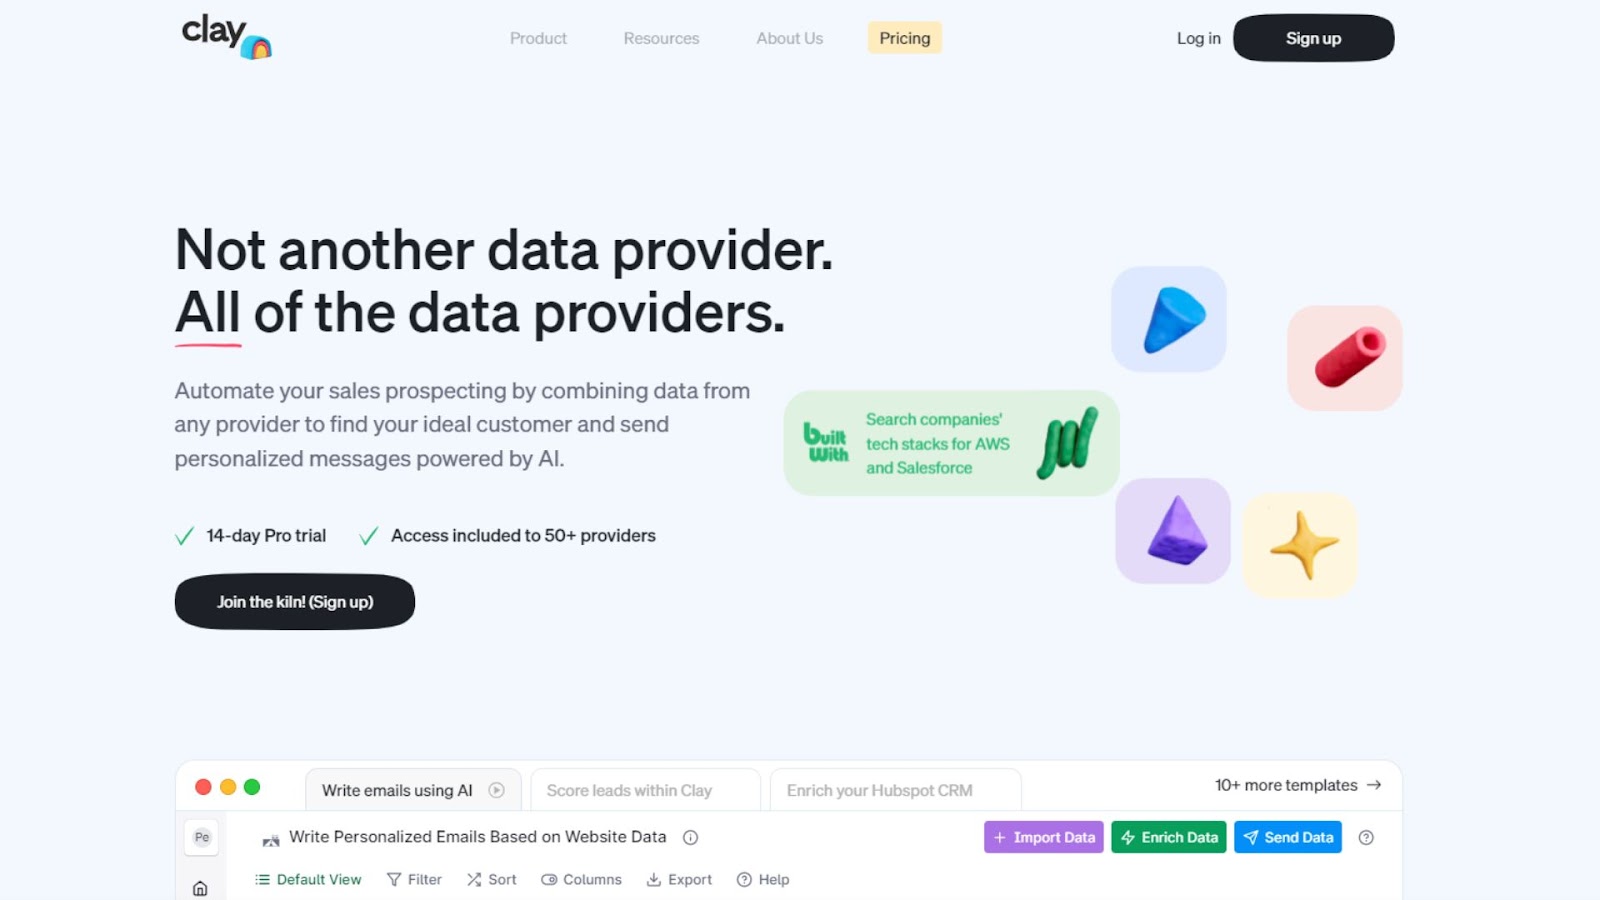 clay
Product
Resources
About Us
Pricing
Log in
Sign up
Not another data provider.
All of the data providers.
Automate your sales prospecting by combining data from
any provider to find your ideal customer and send
personalized messages powered by AI.
14-day Pro trial
Access included to 50+ providers
Join the kiln! (Sign up)
built
With
Search companies'
tech stacks for AWS
and Salesforce
Write emails using AI
Score leads within Clay
Enrich your Hubspot CRM
10+ more templates
Pe
Write Personalized Emails Based on Website Data
Import Data
Enrich Data
Send Data
Default View
Filter
Sort
Columns
Export
Help